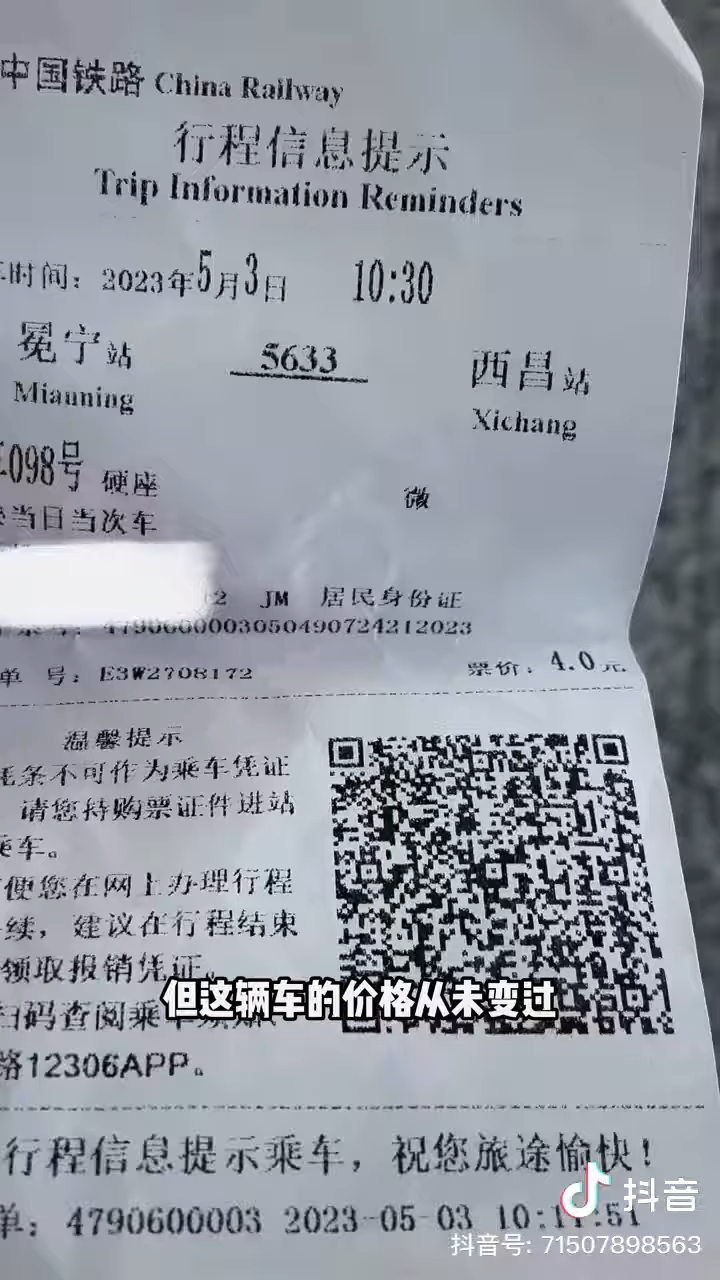 中国铁路 China Railway
行程信息提示
Trip Information Reminders
时间：2023年5月3日 10:30
冕宁站 5633 西昌站
Mianning Xichang
098号 硬座
微
当日当次车
2 JM 居民身份证
4790600003050490724212023
单 号：E3W2708172 票价：4.0元
温馨提示
条不可作为乘车凭证
请您持购票证件进站
乘车。
便您在网上办理行程
续，建议在行程结束
领取报销凭证。
但这辆车的价格从未变过
扫码查阅乘车
路12306APP。
行程信息提示乘车，祝您旅途愉快！
单：4790600003 2023-05-03 10:11:51
抖音
抖音号：71507898563